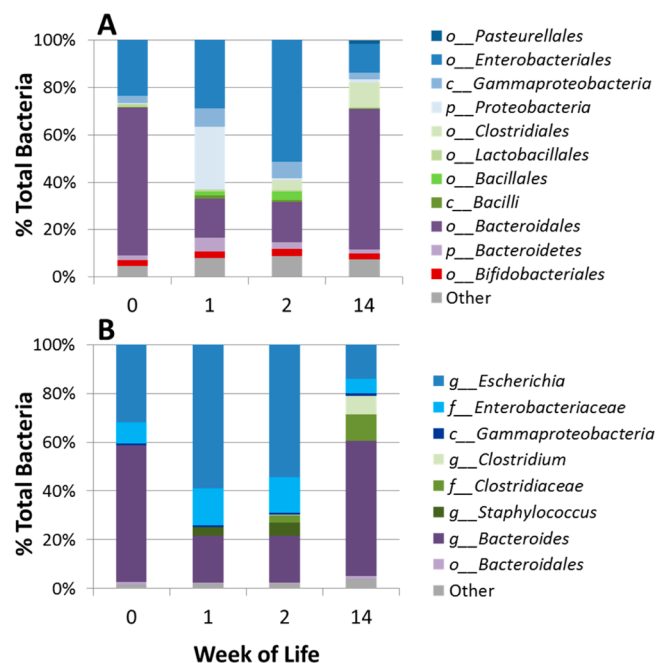 A
% Total Bacteria
100%
80%
60%
40%
20%
0%
0 1 2 14
o__Pasteurellales
o__Enterobacteriales
c__Gammaproteobacteria
p__Proteobacteria
o__Clostridiales
o__Lactobacillales
o__Bacillales
c__Bacilli
o__Bacteroidales
p__Bacteroidetes
o__Bifidobacteriales
Other
B
% Total Bacteria
100%
80%
60%
40%
20%
0%
0 1 2 14
Week of Life
g__Escherichia
f__Enterobacteriaceae
c__Gammaproteobacteria
g__Clostridium
f__Clostridiaceae
g__Staphylococcus
g__Bacteroides
o__Bacteroidales
Other